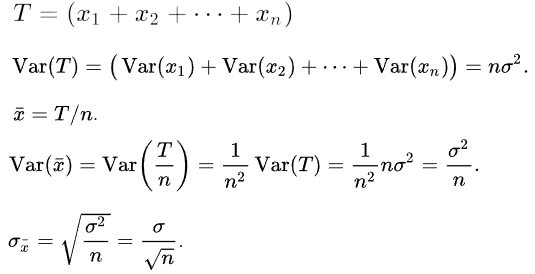 T = (x₁ + x₂ + ⋯ + xₙ)
Var(T) = (Var(x₁) + Var(x₂) + ⋯ + Var(xₙ)) = nσ².
x̄ = T/n.
Var(x̄) = Var(T/n) = 1/n² Var(T) = 1/n² nσ² = σ²/n.
σₓ̄ = √(σ²/n) = σ/√n.